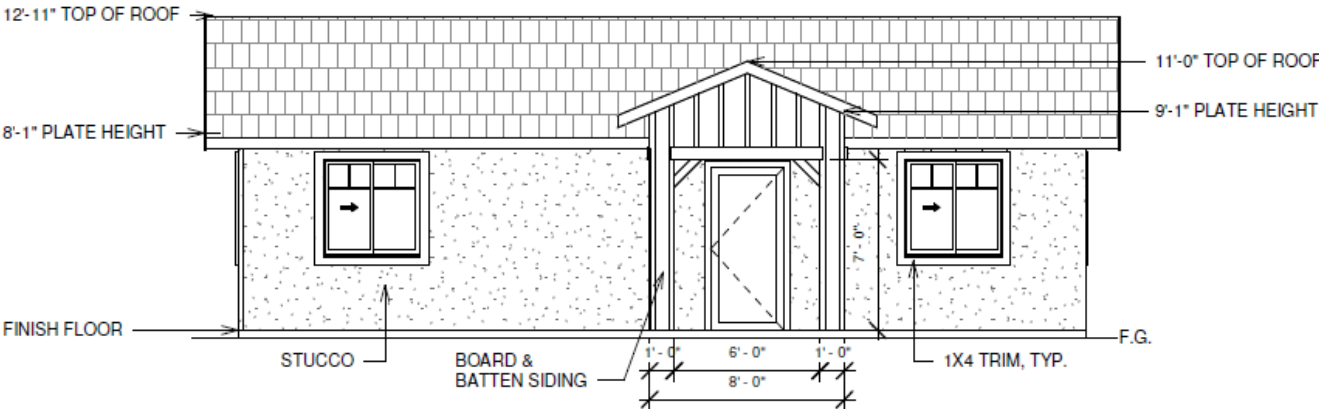 12'-11" TOP OF ROOF
11'-0" TOP OF ROOF
9'-1" PLATE HEIGHT
8'-1" PLATE HEIGHT
7'- 0"
FINISH FLOOR
F.G.
STUCCO
BOARD &
BATTEN SIDING
1'- 0"
6'- 0"
1'- 0"
8'- 0"
1X4 TRIM, TYP.